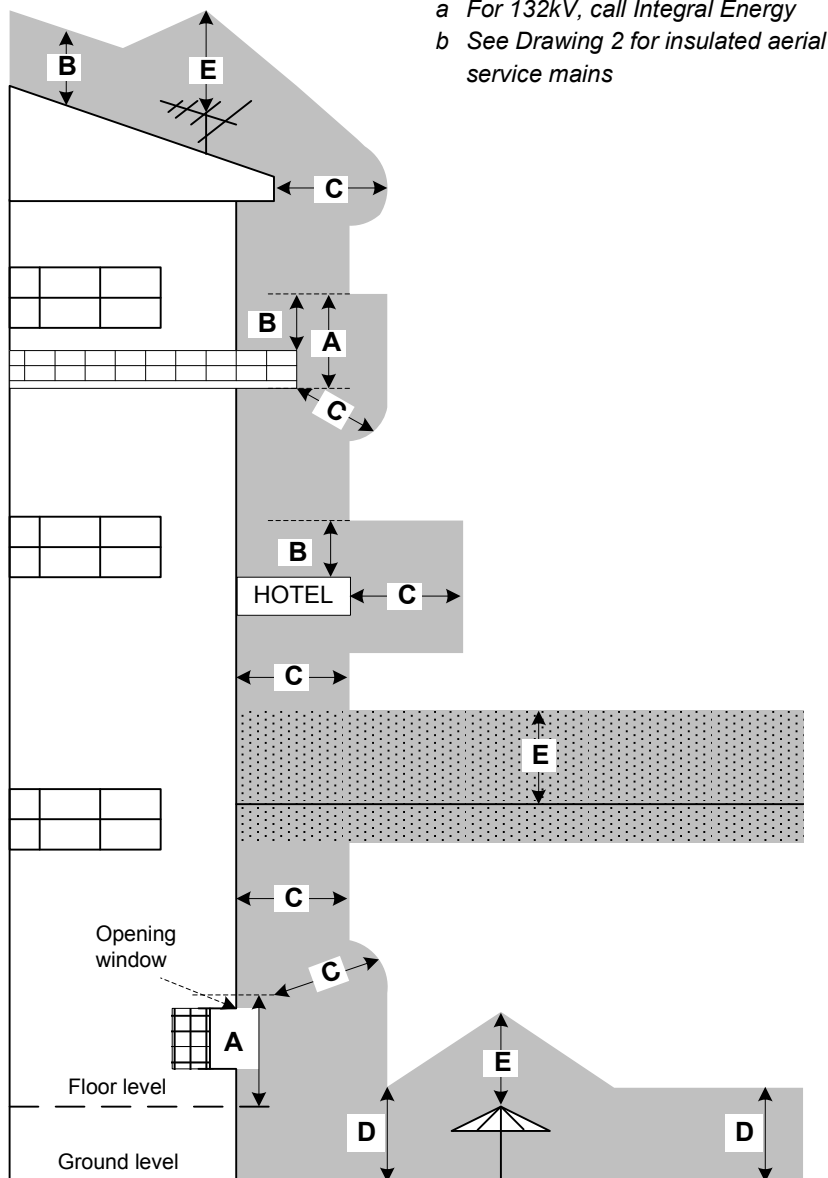 a For 132kV, call Integral Energy
b See Drawing 2 for insulated aerial
service mains
B
E
C
B
A
C
B
HOTEL
C
C
E
C
Opening
window
C
A
E
Floor level
D
D
Ground level